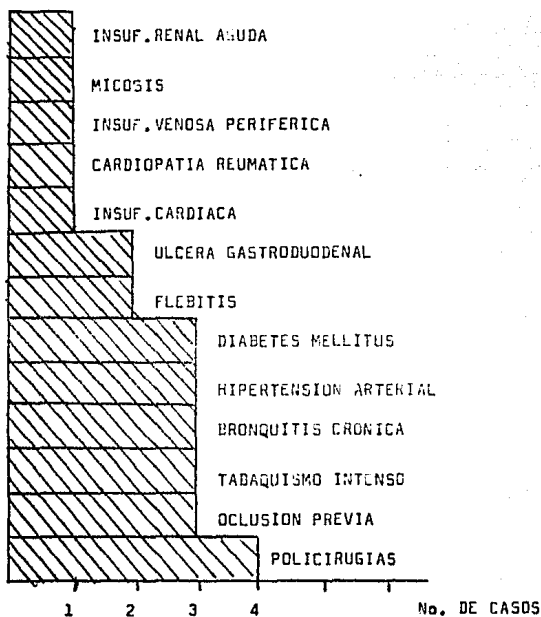 INSUF.RENAL AGUDA
MICOSIS
INSUF.VENOSA PERIFERICA
CARDIOPATIA REUMATICA
INSUF.CARDIACA
ULCERA GASTRODUODENAL
FLEBITIS
DIABETES MELLITUS
HIPERTENSION ARTERIAL
BRONQUITIS CRONICA
TABAQUISMO INTENSO
OCLUSION PREVIA
POLICIRUGIAS
1 2 3 4 No. DE CASOS